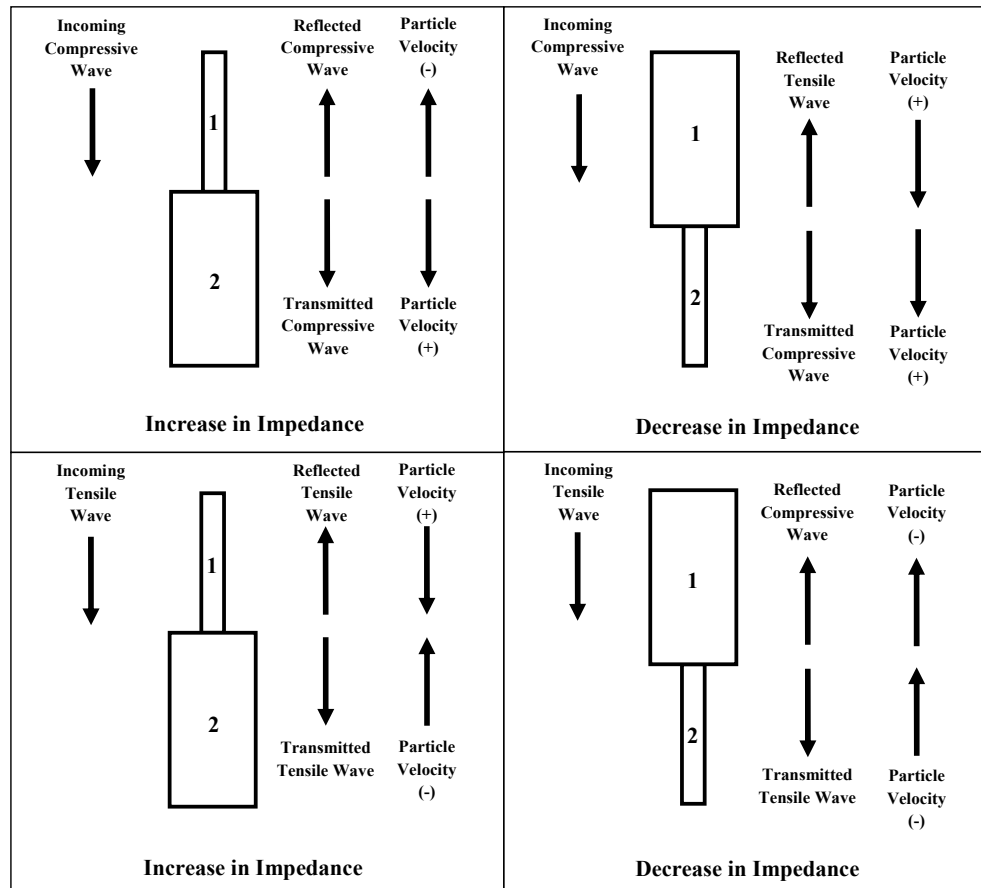 Incoming
Compressive
Wave
Reflected
Compressive
Wave
Particle
Velocity
(-)
1
2
Transmitted
Compressive
Wave
Particle
Velocity
(+)
Increase in Impedance
Incoming
Compressive
Wave
Reflected
Tensile
Wave
Particle
Velocity
(+)
1
2
Transmitted
Compressive
Wave
Particle
Velocity
(+)
Decrease in Impedance
Incoming
Tensile
Wave
Reflected
Tensile
Wave
Particle
Velocity
(+)
1
2
Transmitted
Tensile Wave
Particle
Velocity
(-)
Increase in Impedance
Incoming
Tensile
Wave
Reflected
Compressive
Wave
Particle
Velocity
(-)
1
2
Transmitted
Tensile Wave
Particle
Velocity
(-)
Decrease in Impedance